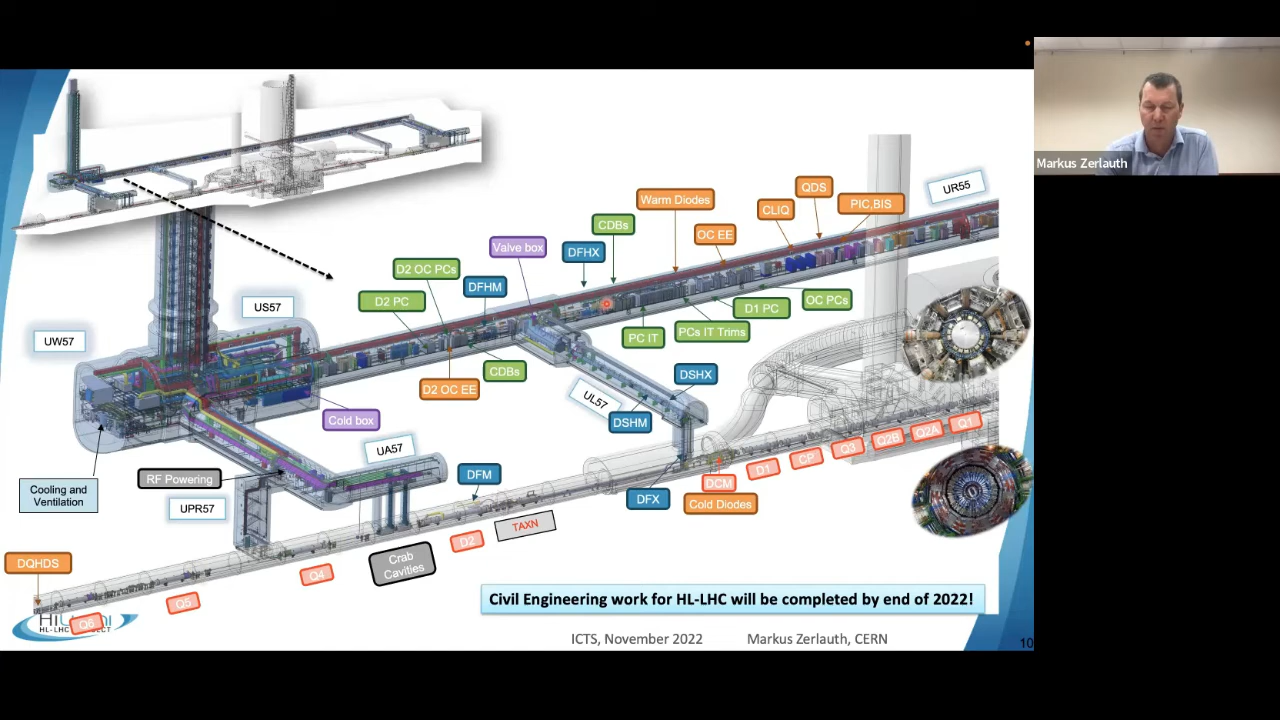 Markus Zerlauth
UR55
QDS
PIC,BIS
CLIQ
Warm Diodes
OC EE
CDBs
DFHX
Valve box
D2 OC PCs
DFHM
D2 PC
US57
UW57
OC PCs
D1 PC
PCs IT Trims
PC IT
CDBs
D2 OC EE
DSHX
UL57
DSHM
Cold box
UA57
RF Powering
DFM
Cooling and
Ventilation
UPR57
Q1
Q2A
Q2B
Q3
CP
D1
DCM
DFX
Cold Diodes
TAXN
D2
Crab
Cavities
Q4
DQHDS
Q5
Q6
HL-LHC
Civil Engineering work for HL-LHC will be completed by end of 2022!
ICTS, November 2022
Markus Zerlauth, CERN
10